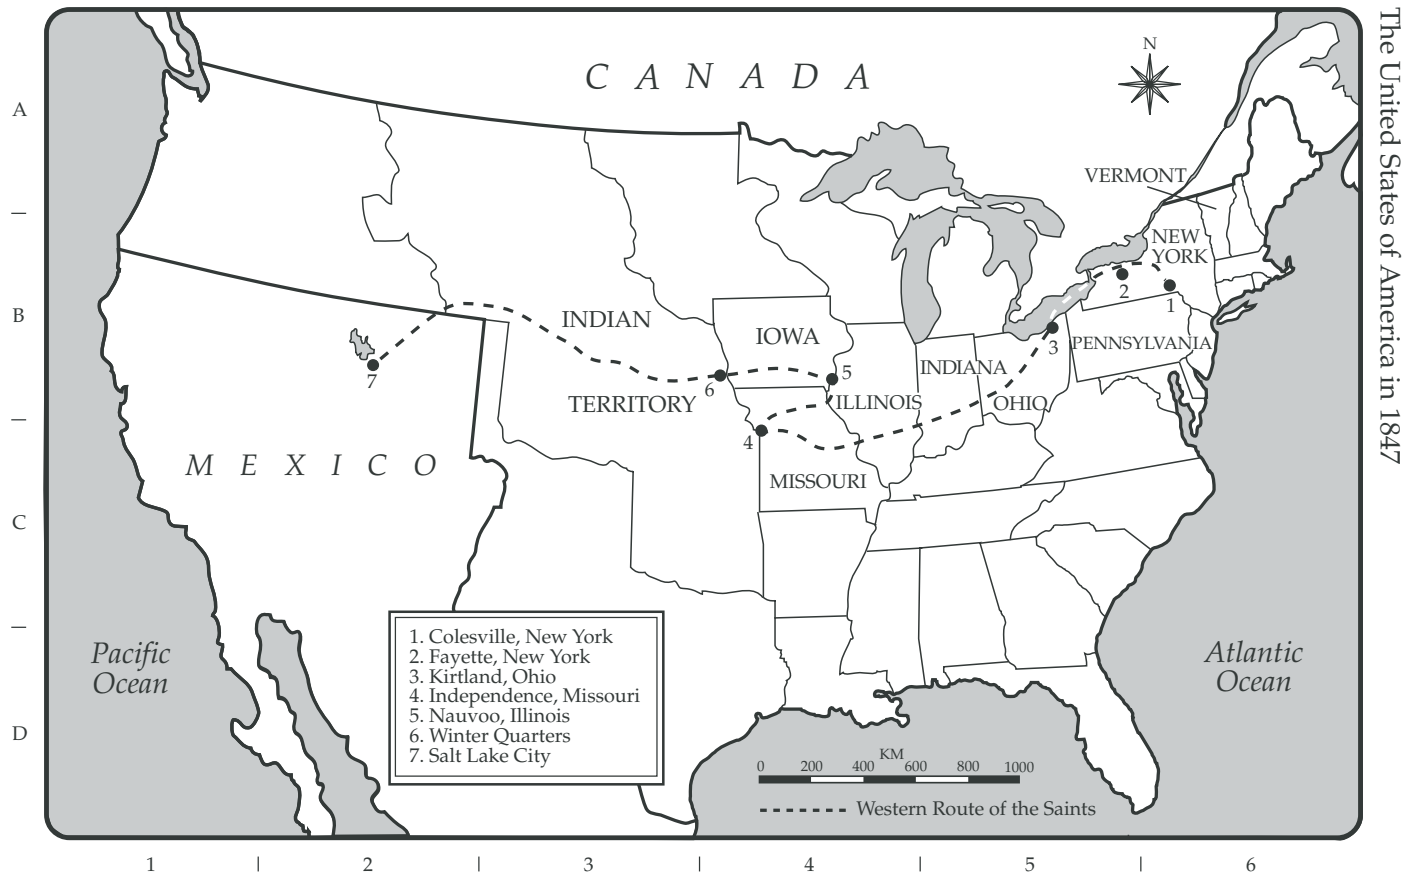 The United States of America in 1847
N
C A N A D A
A
VERMONT
NEW
YORK
2
1
B
INDIAN
IOWA
3
PENNSYLVANIA
INDIANA
7
6
5
TERRITORY
ILLINOIS
OHIO
4
M E X I C O
MISSOURI
C
1. Colesville, New York
2. Fayette, New York
3. Kirtland, Ohio
4. Independence, Missouri
5. Nauvoo, Illinois
6. Winter Quarters
7. Salt Lake City
Pacific
Ocean
Atlantic
Ocean
D
KM
0 200 400 600 800 1000
Western Route of the Saints
1 2 3 4 5 6